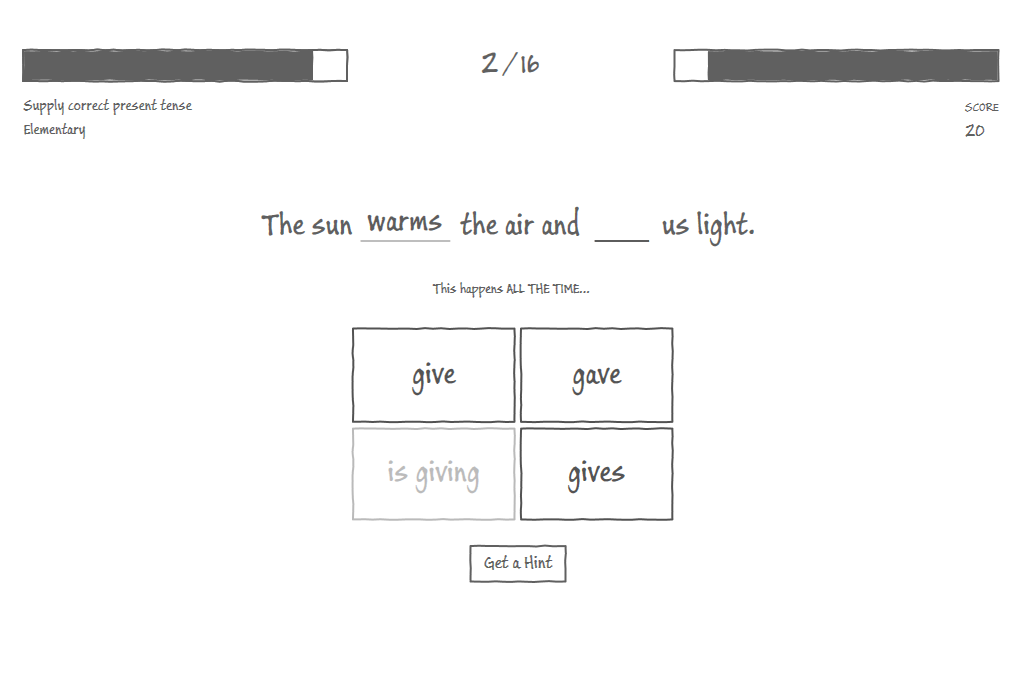 2/16
Supply correct present tense
Elementary
SCORE
20
The sun warms the air and ____ us light.
This happens ALL THE TIME...
give
gave
is giving
gives
Get a Hint